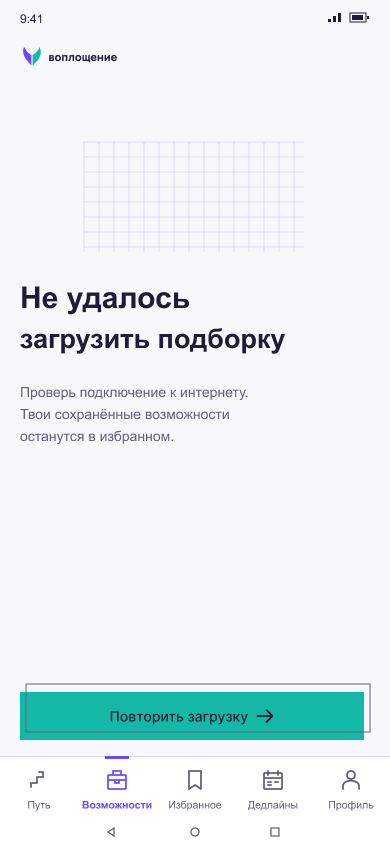 9:41
воплощение
Не удалось
загрузить подборку
Проверь подключение к интернету.
Твои сохранённые возможности
останутся в избранном.
Повторить загрузку →
Путь
Возможности
Избранное
Дедлайны
Профиль